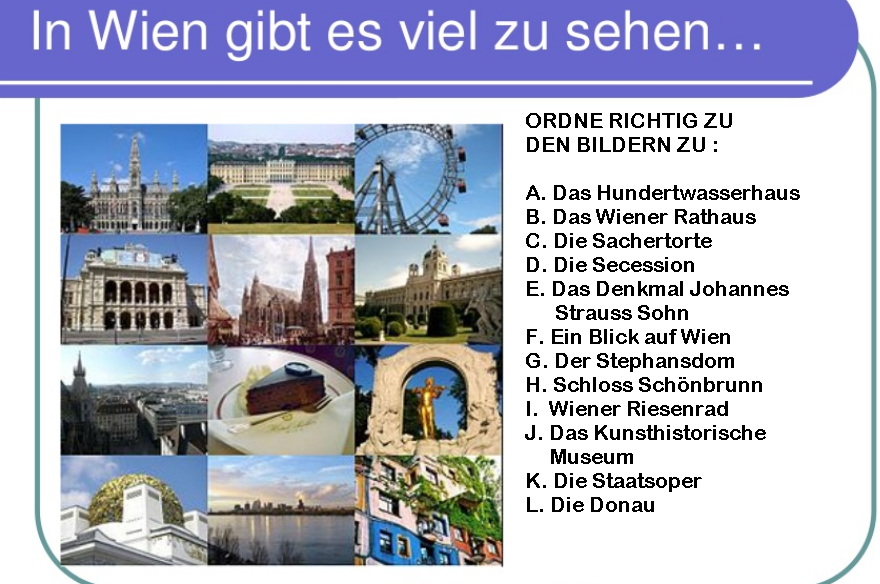 In Wien gibt es viel zu sehen...
ORDNE RICHTIG ZU
DEN BILDERN ZU :
A. Das Hundertwasserhaus
B. Das Wiener Rathaus
C. Die Sachertorte
D. Die Secession
E. Das Denkmal Johannes
Strauss Sohn
F. Ein Blick auf Wien
G. Der Stephansdom
H. Schloss Schönbrunn
I. Wiener Riesenrad
J. Das Kunsthistorische
Museum
K. Die Staatsoper
L. Die Donau